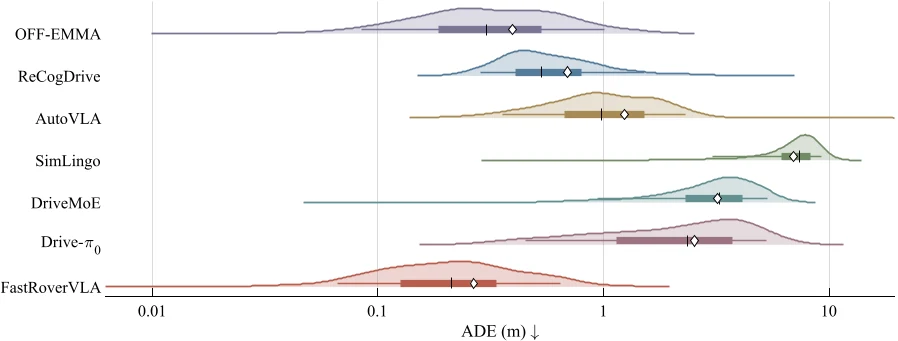 OFF-EMMA
ReCogDrive
AutoVLA
SimLingo
DriveMoE
Drive-π0
FastRoverVLA
0.01 0.1 1 10
ADE (m) ↓